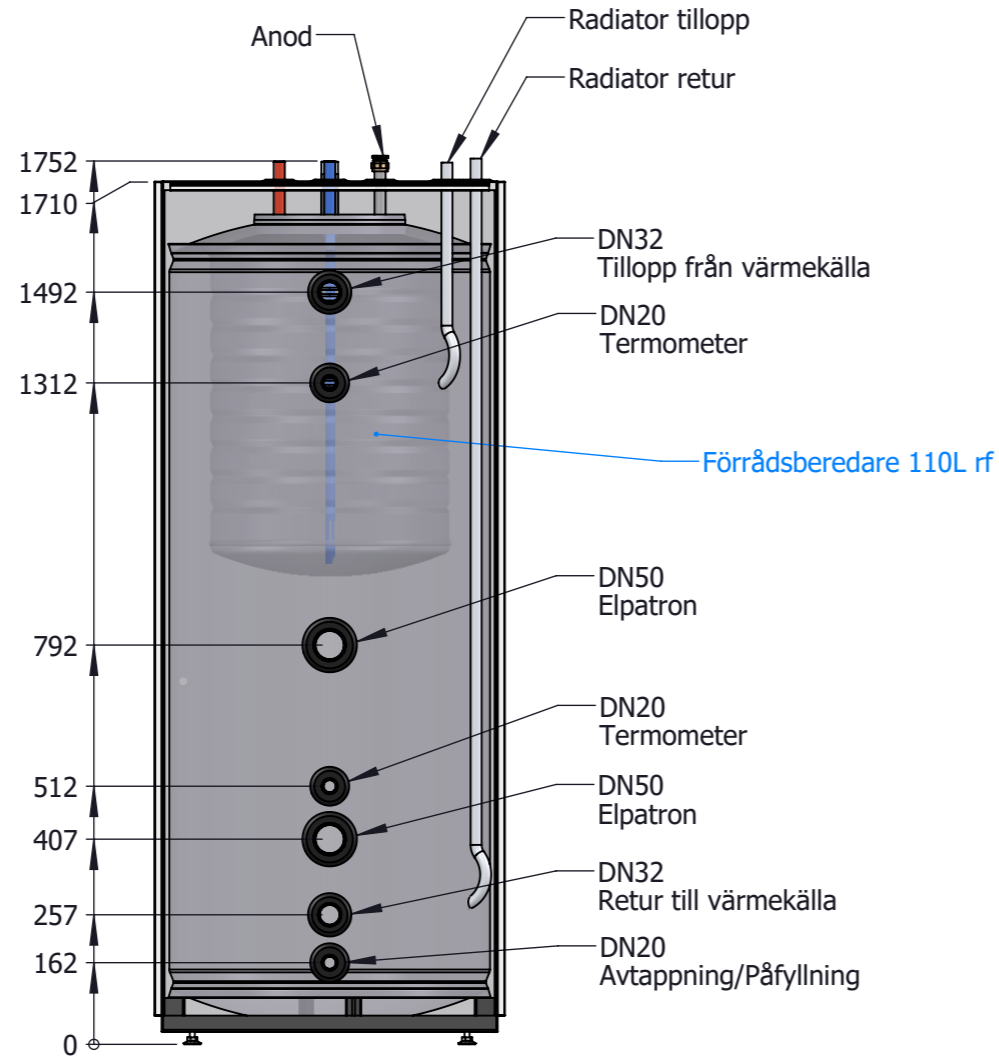 Radiator tillopp
Anod
Radiator retur
1752
1710
DN32
Tillopp från värmekälla
1492
DN20
Termometer
1312
Förrådsberedare 110L rf
DN50
Elpatron
792
DN20
Termometer
512
DN50
Elpatron
407
DN32
Retur till värmekälla
257
DN20
Avtappning/Påfyllning
162
0